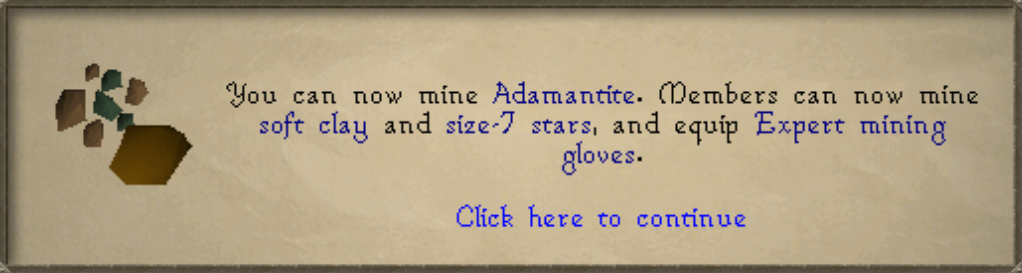 You can now mine Adamantite. Members can now mine
soft clay and size-7 stars, and equip Expert mining
gloves.
Click here to continue